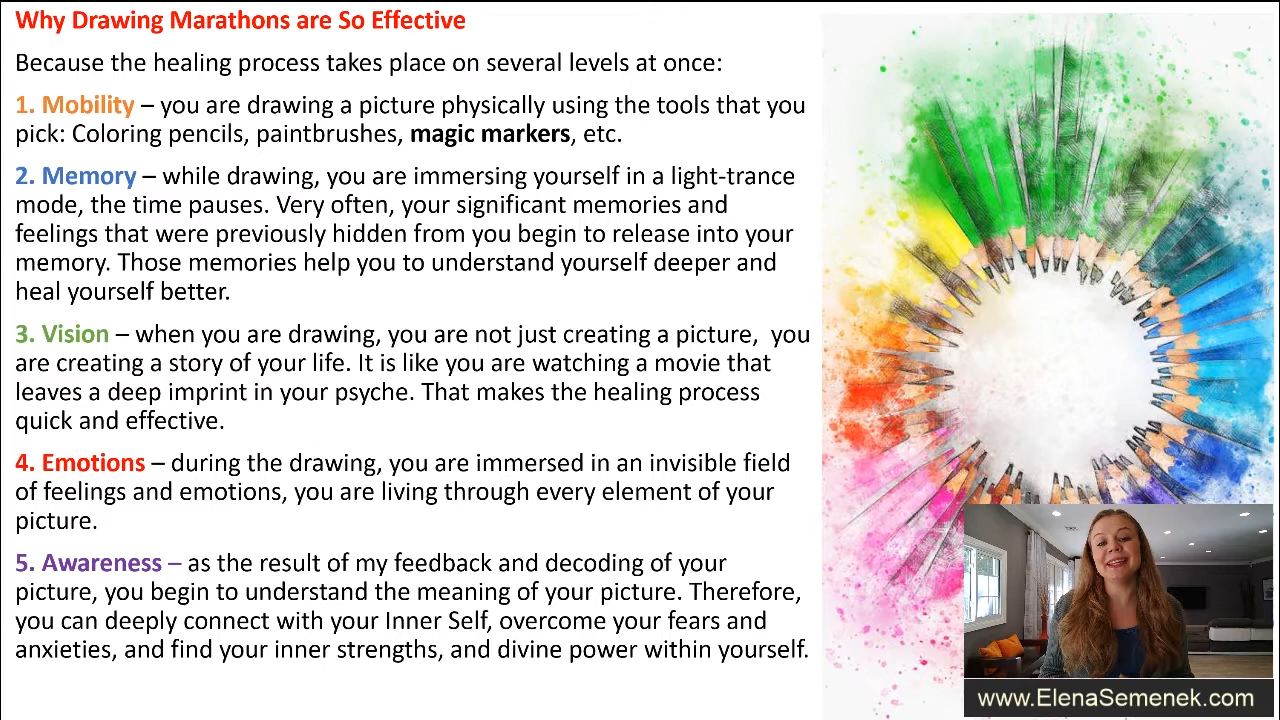 Why Drawing Marathons are So Effective
Because the healing process takes place on several levels at once:
1. Mobility – you are drawing a picture physically using the tools that you
pick: Coloring pencils, paintbrushes, magic markers, etc.
2. Memory – while drawing, you are immersing yourself in a light-trance
mode, the time pauses. Very often, your significant memories and
feelings that were previously hidden from you begin to release into your
memory. Those memories help you to understand yourself deeper and
heal yourself better.
3. Vision – when you are drawing, you are not just creating a picture,  you
are creating a story of your life. It is like you are watching a movie that
leaves a deep imprint in your psyche. That makes the healing process
quick and effective.
4. Emotions – during the drawing, you are immersed in an invisible field
of feelings and emotions, you are living through every element of your
picture.
5. Awareness – as the result of my feedback and decoding of your
picture, you begin to understand the meaning of your picture. Therefore,
you can deeply connect with your Inner Self, overcome your fears and
anxieties, and find your inner strengths, and divine power within yourself.
www.ElenaSemenek.com